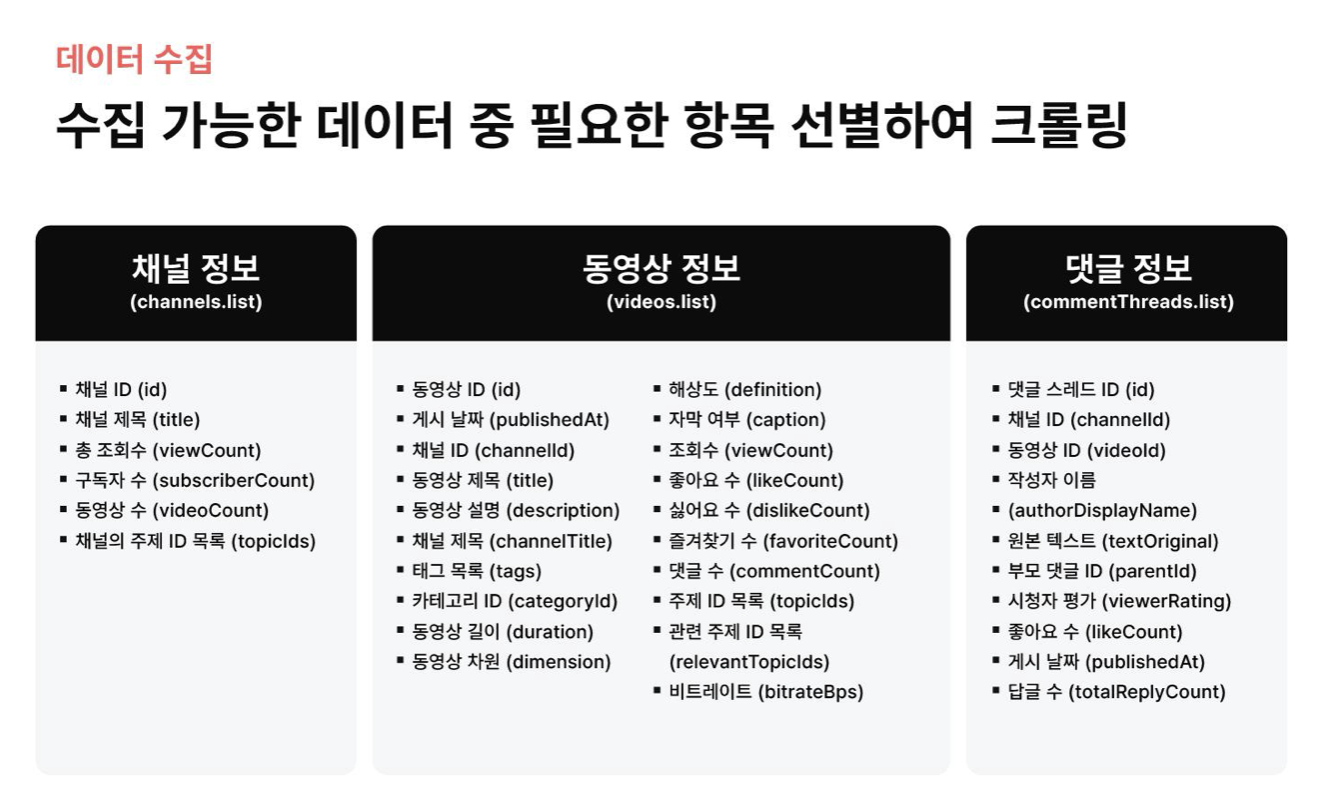 데이터 수집
수집 가능한 데이터 중 필요한 항목 선별하여 크롤링
채널 정보
(channels.list)
▪ 채널 ID (id)
▪ 채널 제목 (title)
▪ 총 조회수 (viewCount)
▪ 구독자 수 (subscriberCount)
▪ 동영상 수 (videoCount)
▪ 채널의 주제 ID 목록 (topicIds)
동영상 정보
(videos.list)
▪ 동영상 ID (id)
▪ 게시 날짜 (publishedAt)
▪ 채널 ID (channelId)
▪ 동영상 제목 (title)
▪ 동영상 설명 (description)
▪ 채널 제목 (channelTitle)
▪ 태그 목록 (tags)
▪ 카테고리 ID (categoryId)
▪ 동영상 길이 (duration)
▪ 동영상 차원 (dimension)
▪ 해상도 (definition)
▪ 자막 여부 (caption)
▪ 조회수 (viewCount)
▪ 좋아요 수 (likeCount)
▪ 싫어요 수 (dislikeCount)
▪ 즐겨찾기 수 (favoriteCount)
▪ 댓글 수 (commentCount)
▪ 주제 ID 목록 (topicIds)
▪ 관련 주제 ID 목록
(relevantTopicIds)
▪ 비트레이트 (bitrateBps)
댓글 정보
(commentThreads.list)
▪ 댓글 스레드 ID (id)
▪ 채널 ID (channelId)
▪ 동영상 ID (videoId)
▪ 작성자 이름
▪ (authorDisplayName)
▪ 원본 텍스트 (textOriginal)
▪ 부모 댓글 ID (parentId)
▪ 시청자 평가 (viewerRating)
▪ 좋아요 수 (likeCount)
▪ 게시 날짜 (publishedAt)
▪ 답글 수 (totalReplyCount)